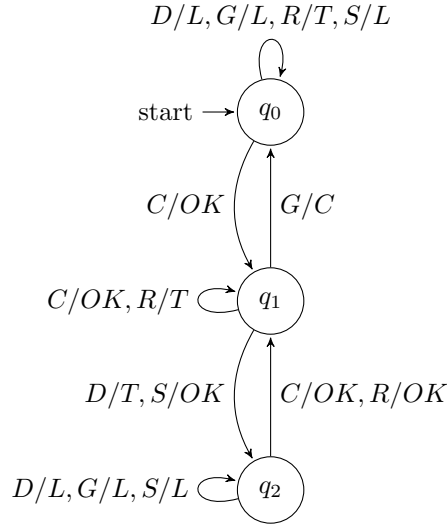 D/L, G/L, R/T, S/L
start
q0
C/OK
G/C
C/OK, R/T
q1
D/T, S/OK
C/OK, R/OK
D/L, G/L, S/L
q2